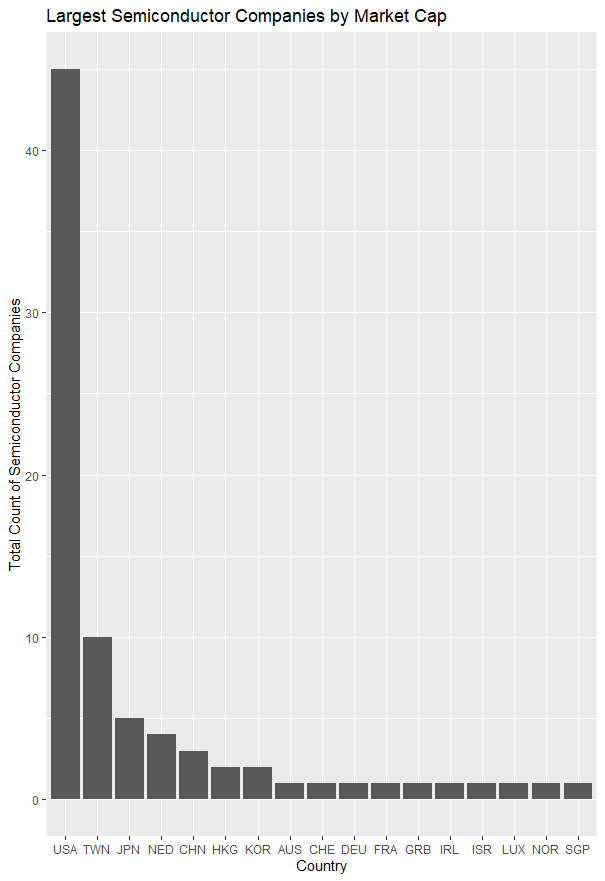 Largest Semiconductor Companies by Market Cap
Total Count of Semiconductor Companies
40
30
20
10
0
USA TWN JPN NED CHN HKG KOR AUS CHE DEU FRA GRB IRL ISR LUX NOR SGP
Country